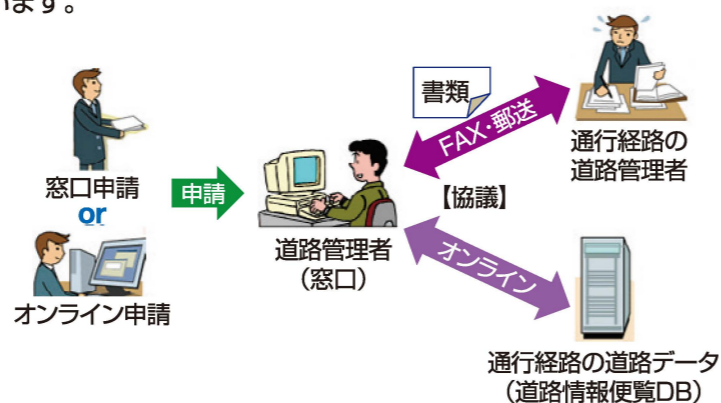 います。
窓口申請
or
オンライン申請
申請
道路管理者
（窓口）
書類
FAX・郵送
【協議】
オンライン
通行経路の
道路管理者
通行経路の道路データ
（道路情報便覧DB）